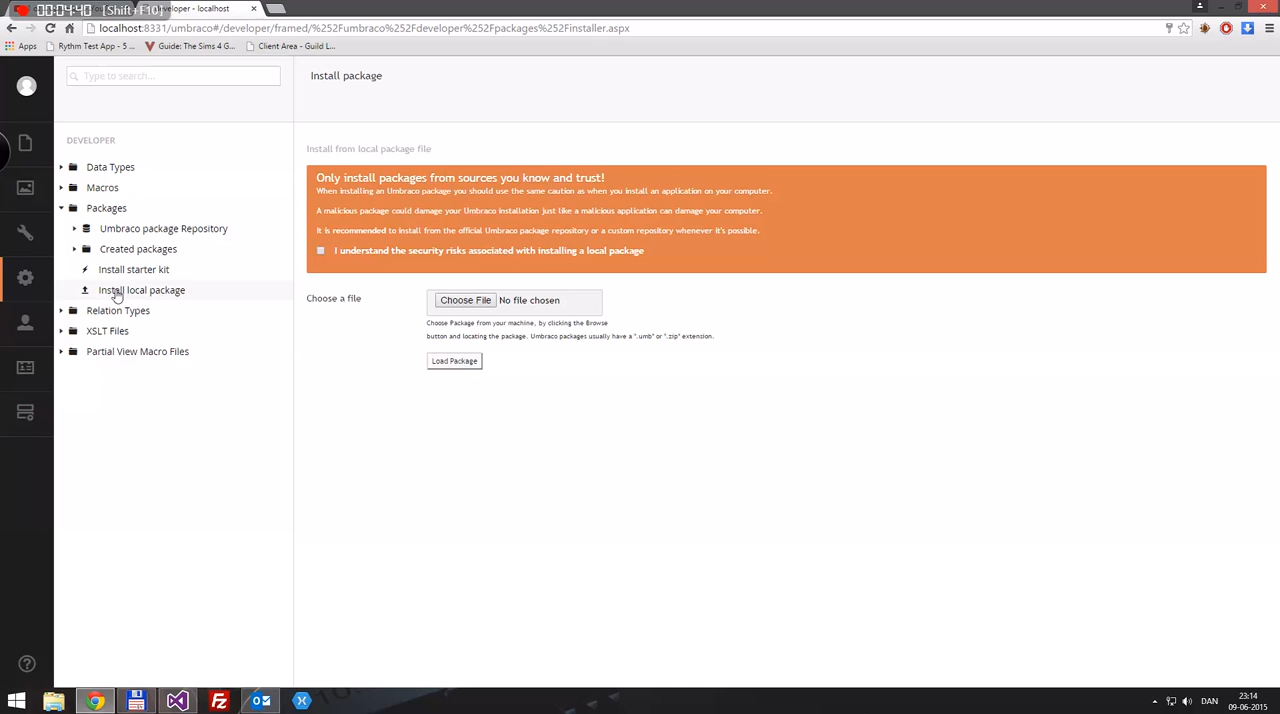 00:04:40 [Shift+F10]
eveloper - localhost
localhost:8331/umbraco#/developer/framed/%252Fumbraco%252Fdeveloper%252Fpackages%252Finstaller.aspx
Apps
Rythm Test App - 5 ...
Guide: The Sims 4 G...
Client Area - Guild L...
Type to search...
Install package
DEVELOPER
Data Types
Macros
Packages
Umbraco package Repository
Created packages
Install starter kit
Install local package
Relation Types
XSLT Files
Partial View Macro Files
Install from local package file
Only install packages from sources you know and trust!
When installing an Umbraco package you should use the same caution as when you install an application on your computer.
A malicious package could damage your Umbraco installation just like a malicious application can damage your computer.
It is recommended to install from the official Umbraco package repository or a custom repository whenever it's possible.
I understand the security risks associated with installing a local package
Choose a file
Choose File No file chosen
Choose Package from your machine, by clicking the Browse
button and locating the package. Umbraco packages usually have a ".umb" or ".zip" extension.
Load Package
DAN
23:14
09-06-2015